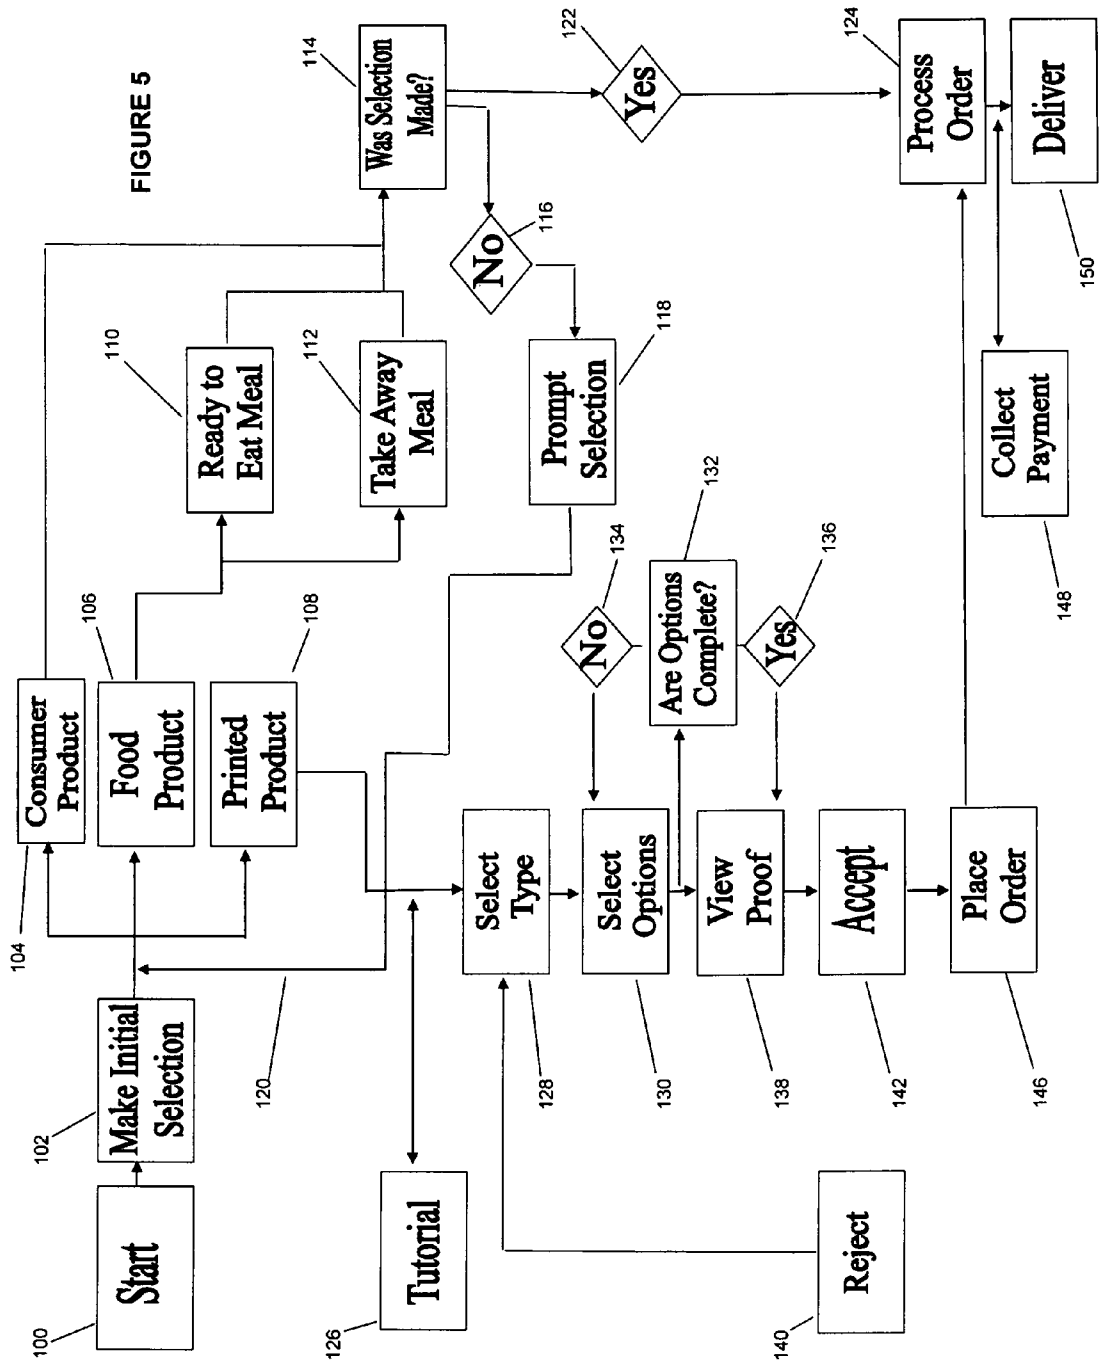 FIGURE 5
100
Start
102
Make Initial
Selection
104
Consumer
Product
106
Food
Product
108
Printed
Product
110
Ready to
Eat Meal
112
Take Away
Meal
114
Was Selection
Made?
116
No
118
Prompt
Selection
120
122
Yes
124
Process
Order
126
Tutorial
128
Select
Type
130
Select
Options
132
Are Options
Complete?
134
No
136
Yes
138
View
Proof
140
Reject
142
Accept
146
Place
Order
148
Collect
Payment
150
Deliver